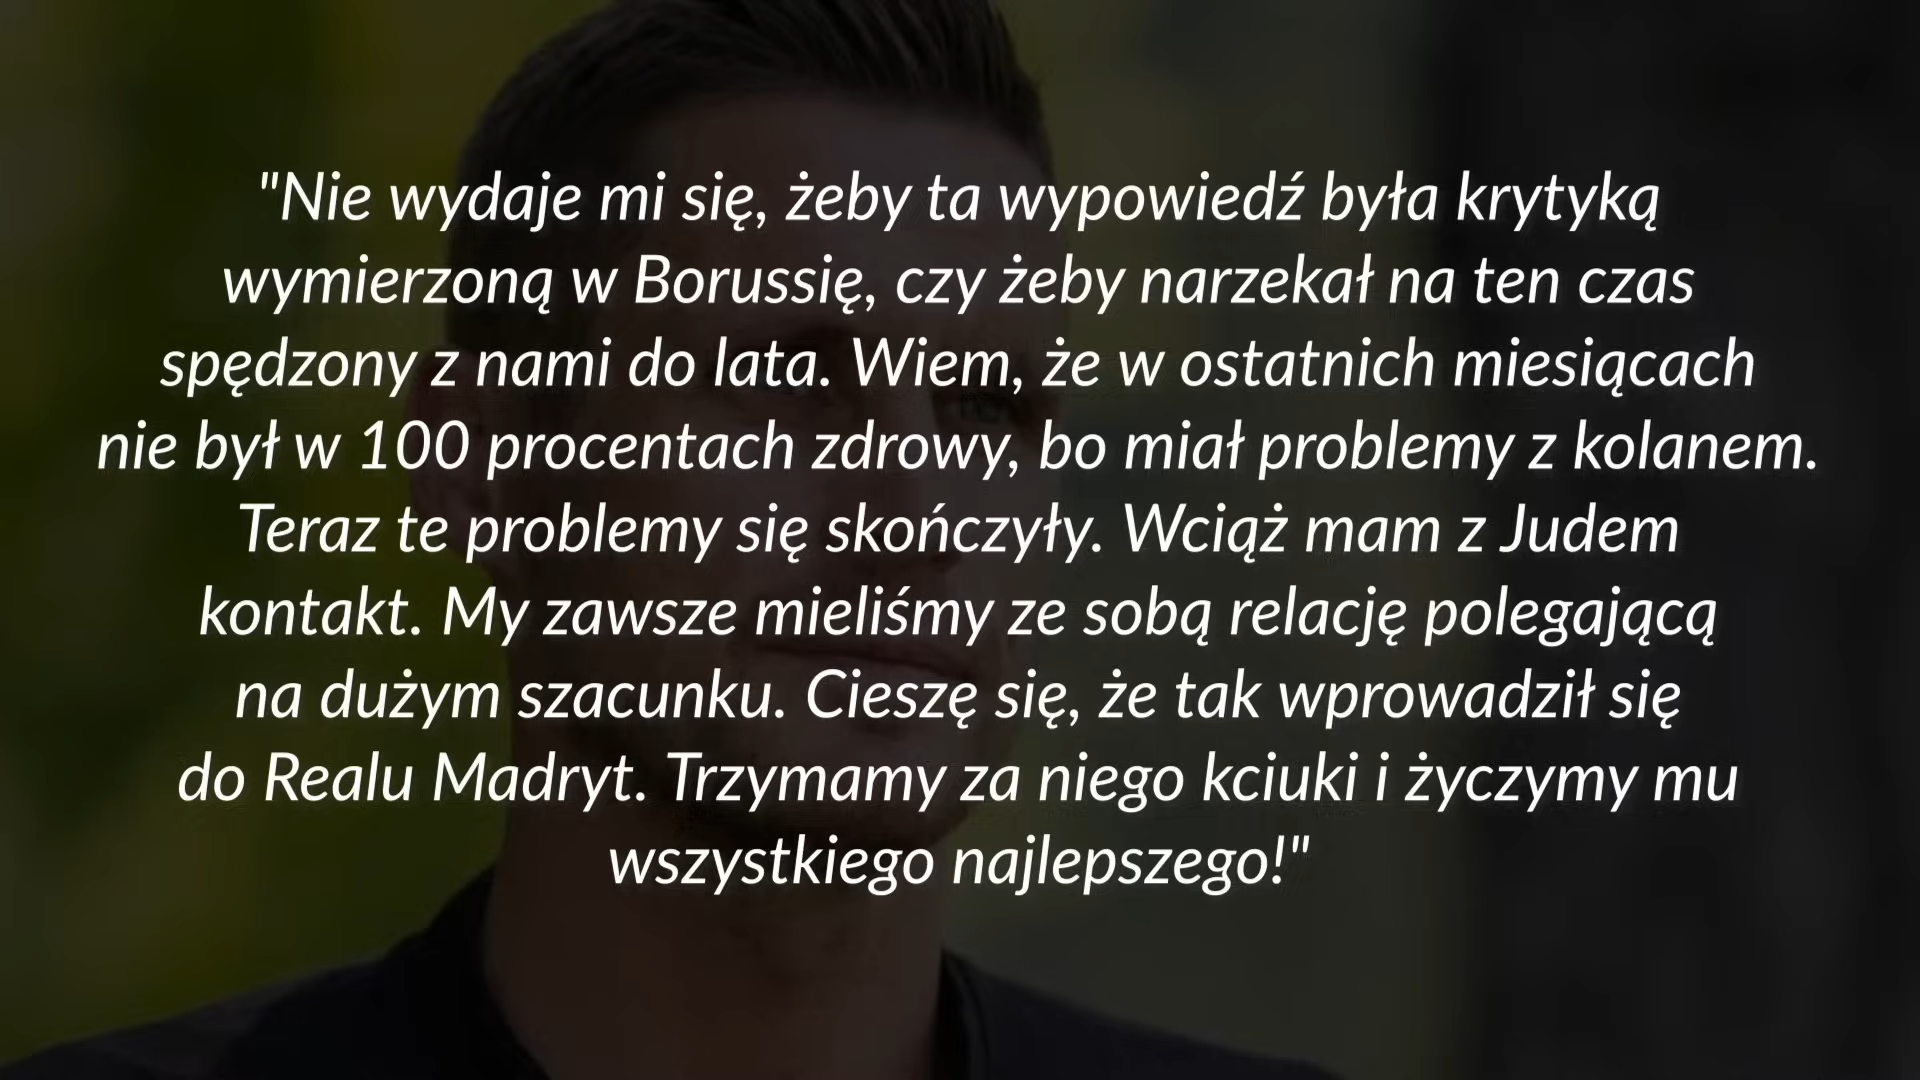 "Nie wydaje mi się, żeby ta wypowiedź była krytyką
wymierzoną w Borussię, czy żeby narzekał na ten czas
spędzony z nami do lata. Wiem, że w ostatnich miesiącach
nie był w 100 procentach zdrowy, bo miał problemy z kolanem.
Teraz te problemy się skończyły. Wciąż mam z Judem
kontakt. My zawsze mieliśmy ze sobą relację polegającą
na dużym szacunku. Cieszę się, że tak wprowadził się
do Realu Madryt. Trzymamy za niego kciuki i życzymy mu
wszystkiego najlepszego!"